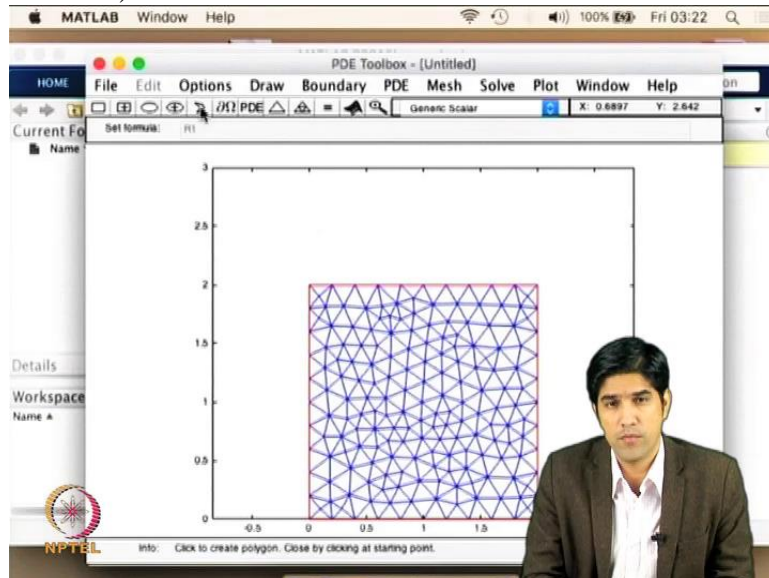 MATLAB Window Help 100% Fri 03:22
PDE Toolbox - [Untitled]
HOME
File Edit Options Draw Boundary PDE Mesh Solve Plot Window Help
on
∂Ω PDE = Generic Scalar X: 0.6897 Y: 2.642
Current Fo
Set formula: R1
Name
3
2.5
2
1.5
1
0.5
0
-0.5 0 0.5 1 1.5
Details
Workspace
Name
NPTEL
Info: Click to create polygon. Close by clicking at starting point.